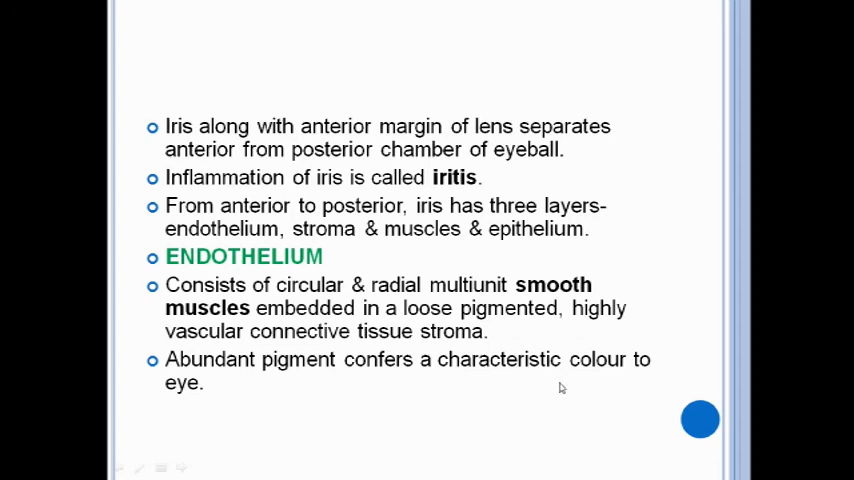 Iris along with anterior margin of lens separates
anterior from posterior chamber of eyeball.
Inflammation of iris is called iritis.
From anterior to posterior, iris has three layers-
endothelium, stroma & muscles & epithelium.
ENDOTHELIUM
Consists of circular & radial multiunit smooth
muscles embedded in a loose pigmented, highly
vascular connective tissue stroma.
Abundant pigment confers a characteristic colour to
eye.